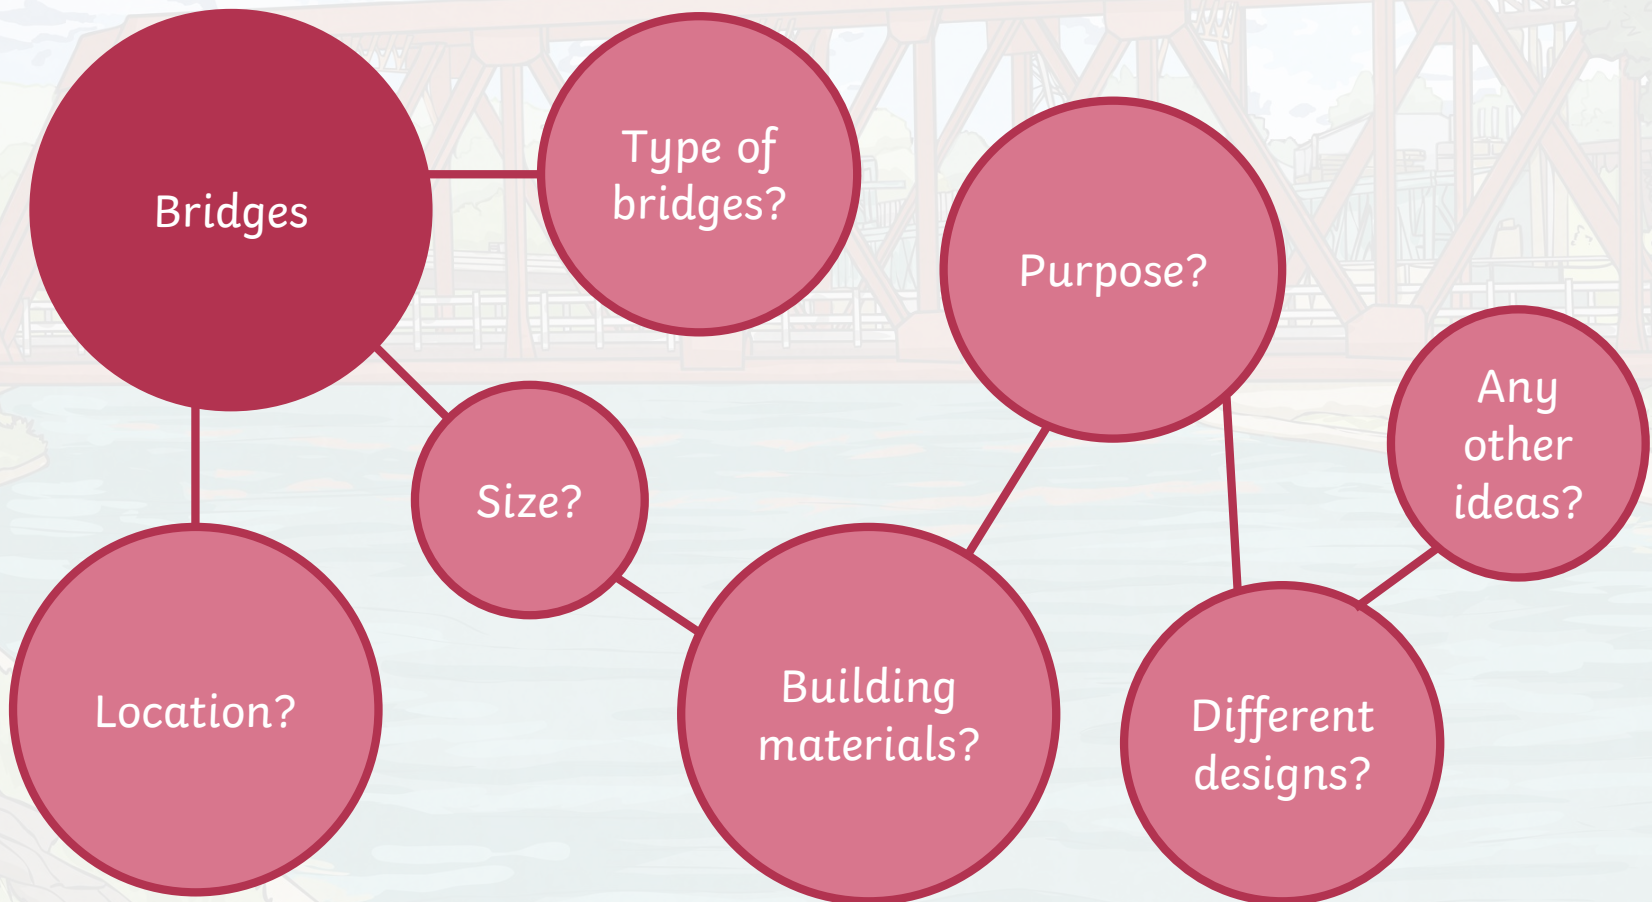 Bridges
Type of
bridges?
Purpose?
Any
other
ideas?
Size?
Location?
Building
materials?
Different
designs?